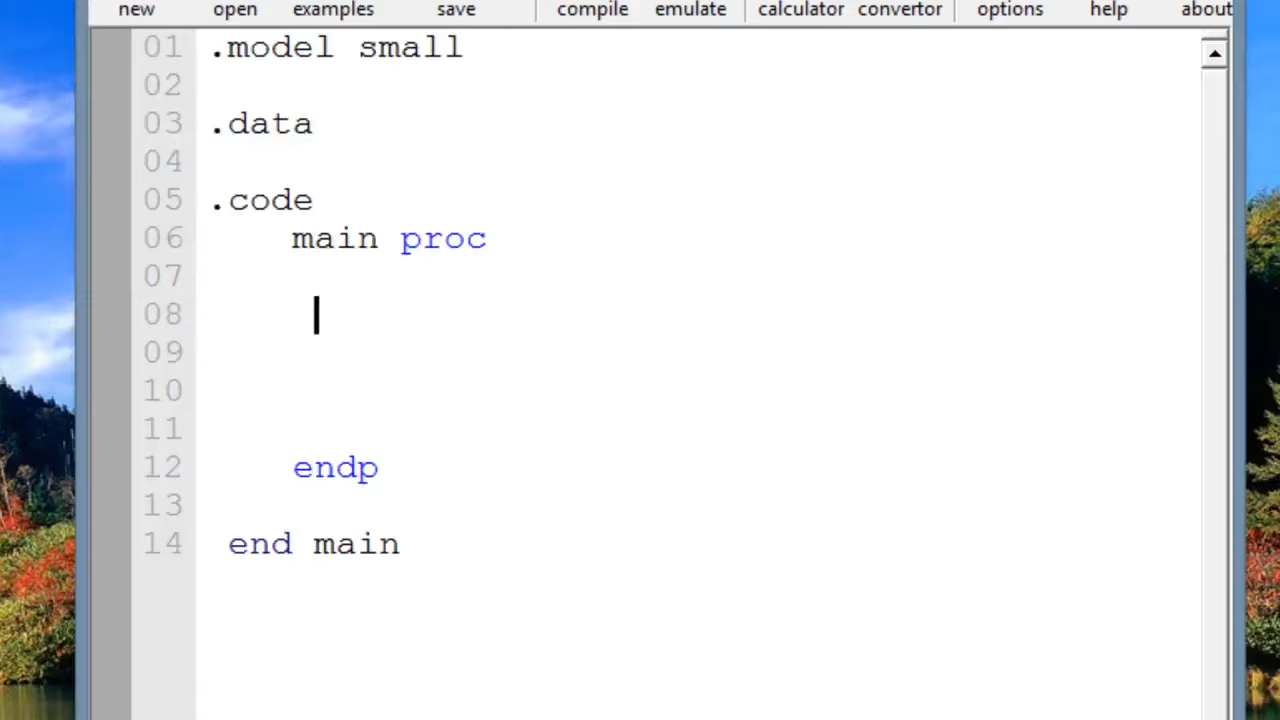 new open examples save compile emulate calculator convertor options help about
01 .model small
02
03 .data
04
05 .code
06 main proc
07
08
09
10
11
12 endp
13
14 end main